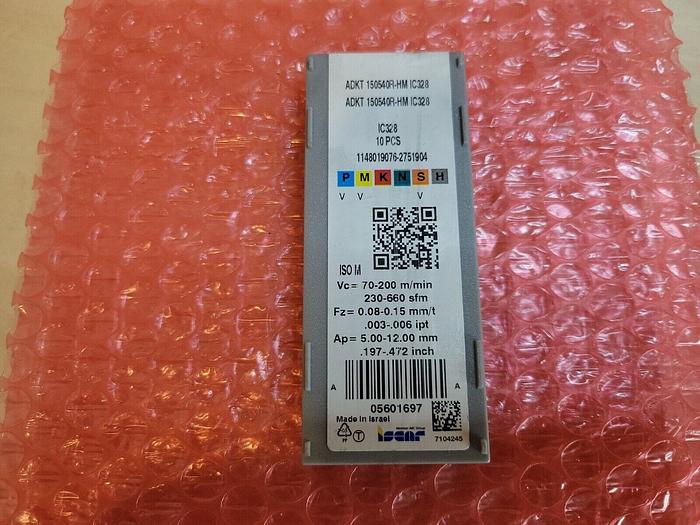 ADKT 150540R-HM IC328
ADKT 150540R-HM IC328
IC328
10 PCS
1148019076-2751904
P M K N S H
V V V
ISO M
Vc= 70-200 m/min
230-660 sfm
Fz= 0.08-0.15 mm/t
.003-.006 ipt
Ap= 5.00-12.00 mm
.197-.472 inch
A A
05601697
Made in Israel
iscar
7104245